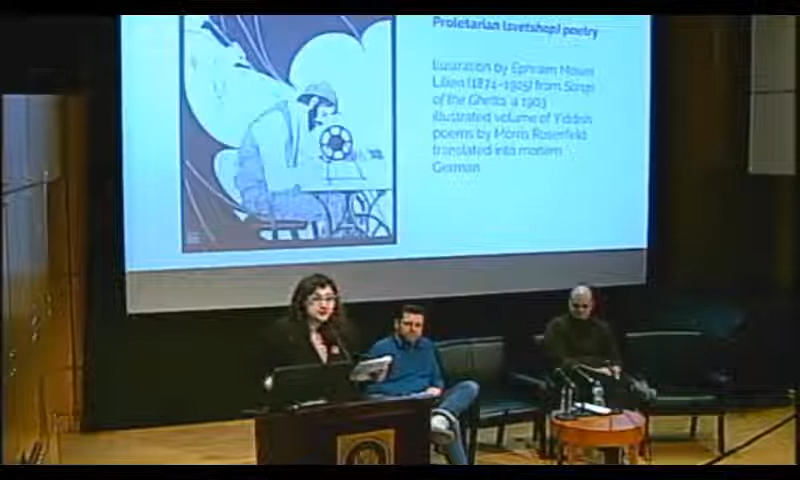 Proletarian (svetshop) poetry
Illustration by Ephraim Moses
Lilien (1874-1925) from Songs
of the Ghetto, a 1903
illustrated volume of Yiddish
poems by Morris Rosenfeld
translated into modern
German